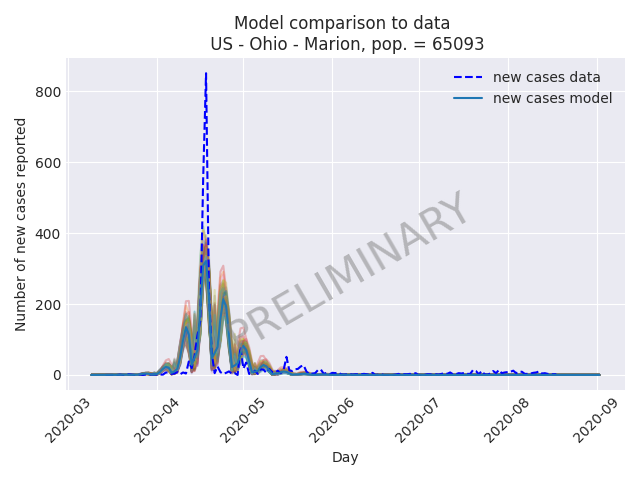 Model comparison to data
US - Ohio - Marion, pop. = 65093
new cases data
new cases model
Number of new cases reported
800
600
400
200
0
PRELIMINARY
2020-03
2020-04
2020-05
2020-06
2020-07
2020-08
2020-09
Day